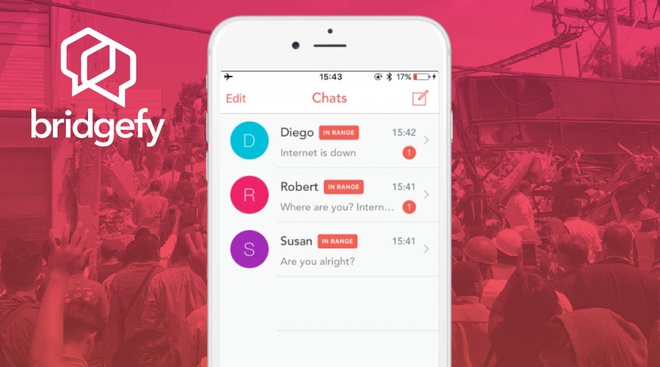 bridgefy
15:43
17%
Edit
Chats
D
Diego IN RANGE 15:42
Internet is down 1
R
Robert IN RANGE 15:41
Where are you? Intern... 1
S
Susan IN RANGE 15:41
Are you alright?